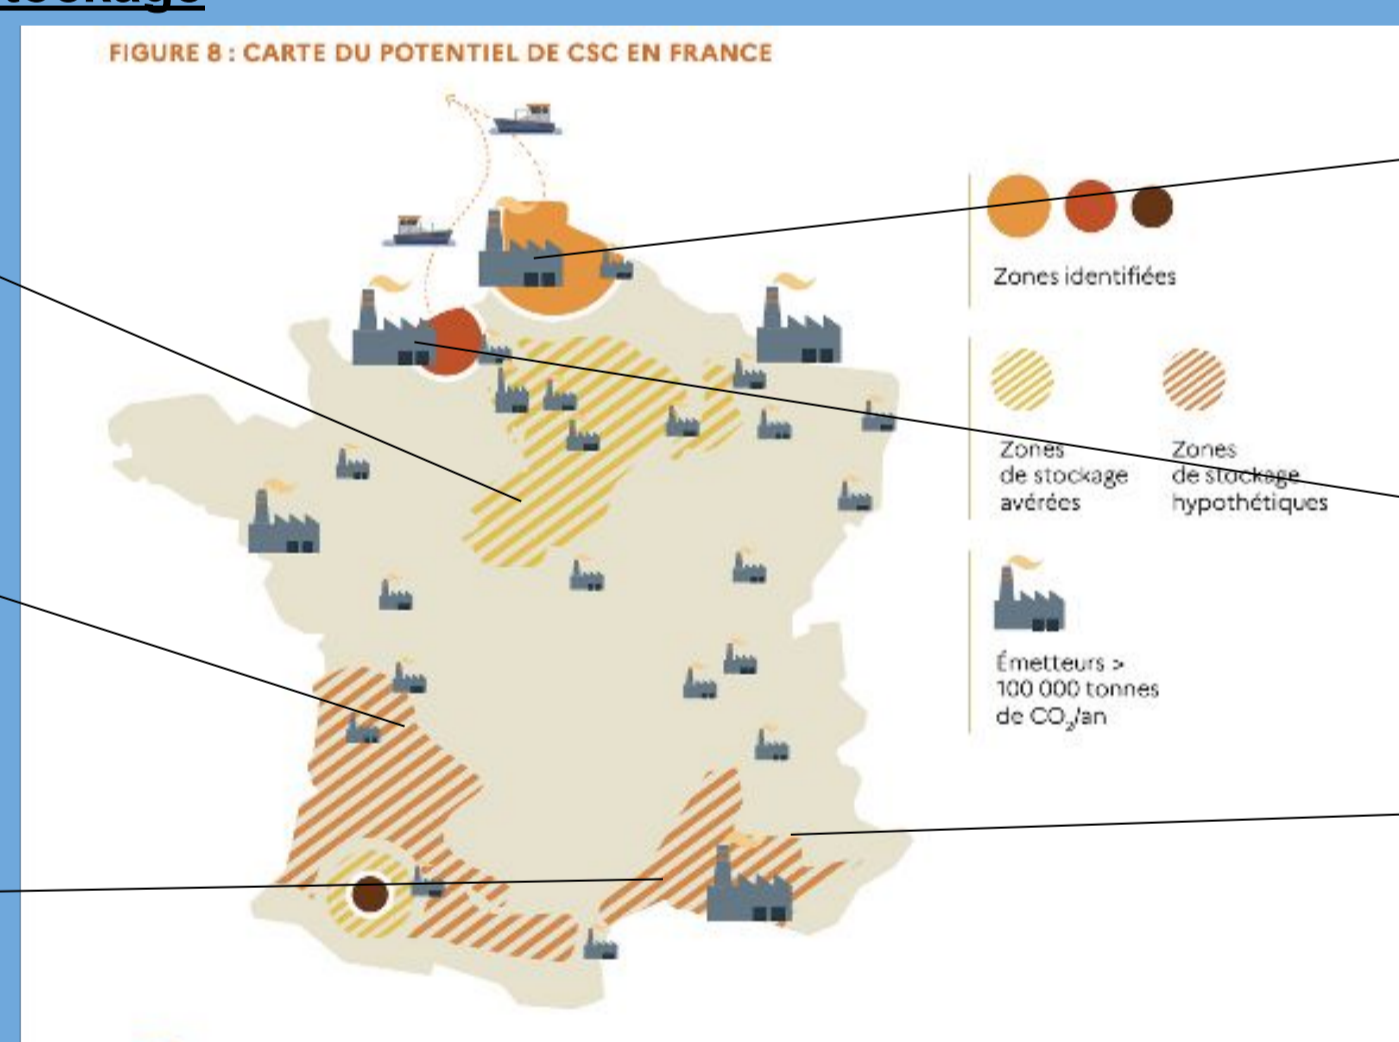 stockage
FIGURE 8 : CARTE DU POTENTIEL DE CSC EN FRANCE
Zones identifiées
Zones
de stockage
avérées
Zones
de stockage
hypothétiques
Émetteurs >
100 000 tonnes
de CO₂/an